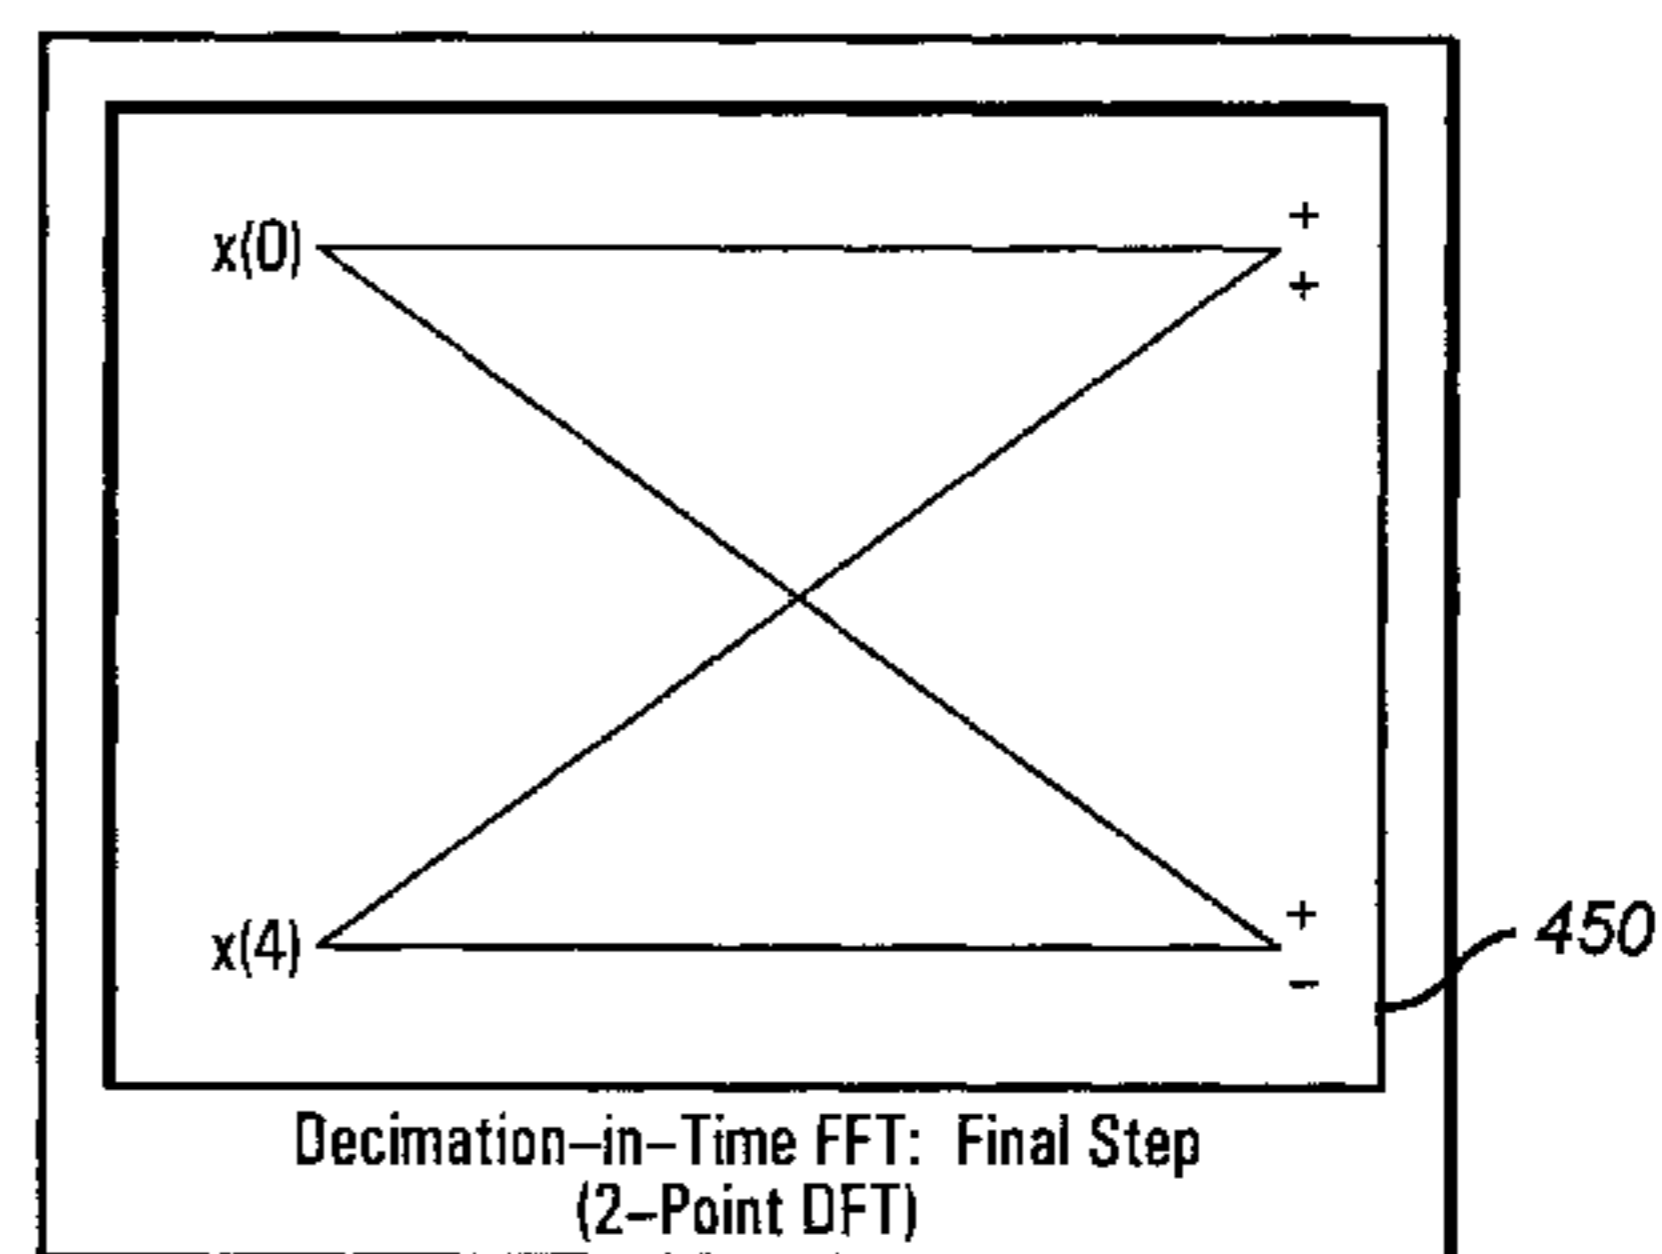 x(0)
+
+
x(4)
+
–
450
Decimation–in–Time FFT: Final Step
(2–Point DFT)